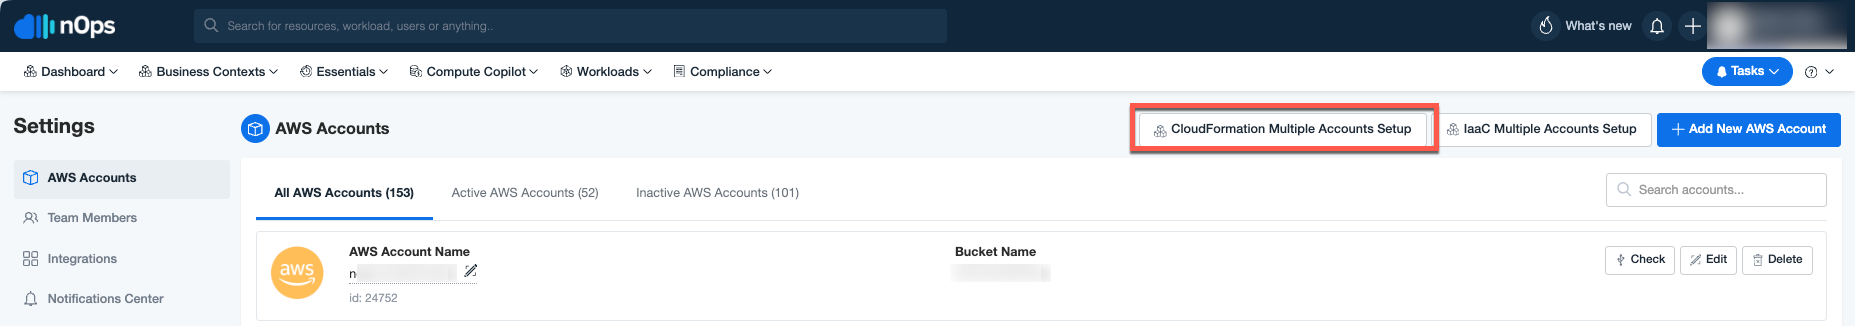 nOps
Search for resources, workload, users or anything..
What's new
Dashboard
Business Contexts
Essentials
Compute Copilot
Workloads
Compliance
Tasks
Settings
AWS Accounts
CloudFormation Multiple Accounts Setup
IaaC Multiple Accounts Setup
Add New AWS Account
AWS Accounts
Team Members
Integrations
Notifications Center
All AWS Accounts (153)
Active AWS Accounts (52)
Inactive AWS Accounts (101)
Search accounts...
aws
AWS Account Name
id: 24752
Bucket Name
Check
Edit
Delete